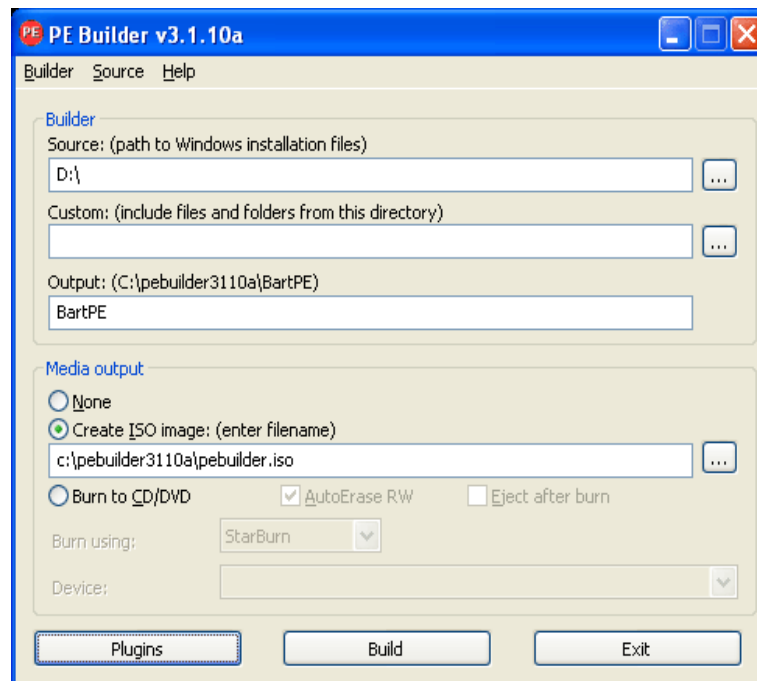 PE PE Builder v3.1.10a
Builder Source Help
Builder
Source: (path to Windows installation files)
D:\
...
Custom: (include files and folders from this directory)
...
Output: (C:\pebuilder3110a\BartPE)
BartPE
Media output
None
Create ISO image: (enter filename)
c:\pebuilder3110a\pebuilder.iso
...
Burn to CD/DVD AutoErase RW Eject after burn
Burn using: StarBurn
Device:
Plugins Build Exit